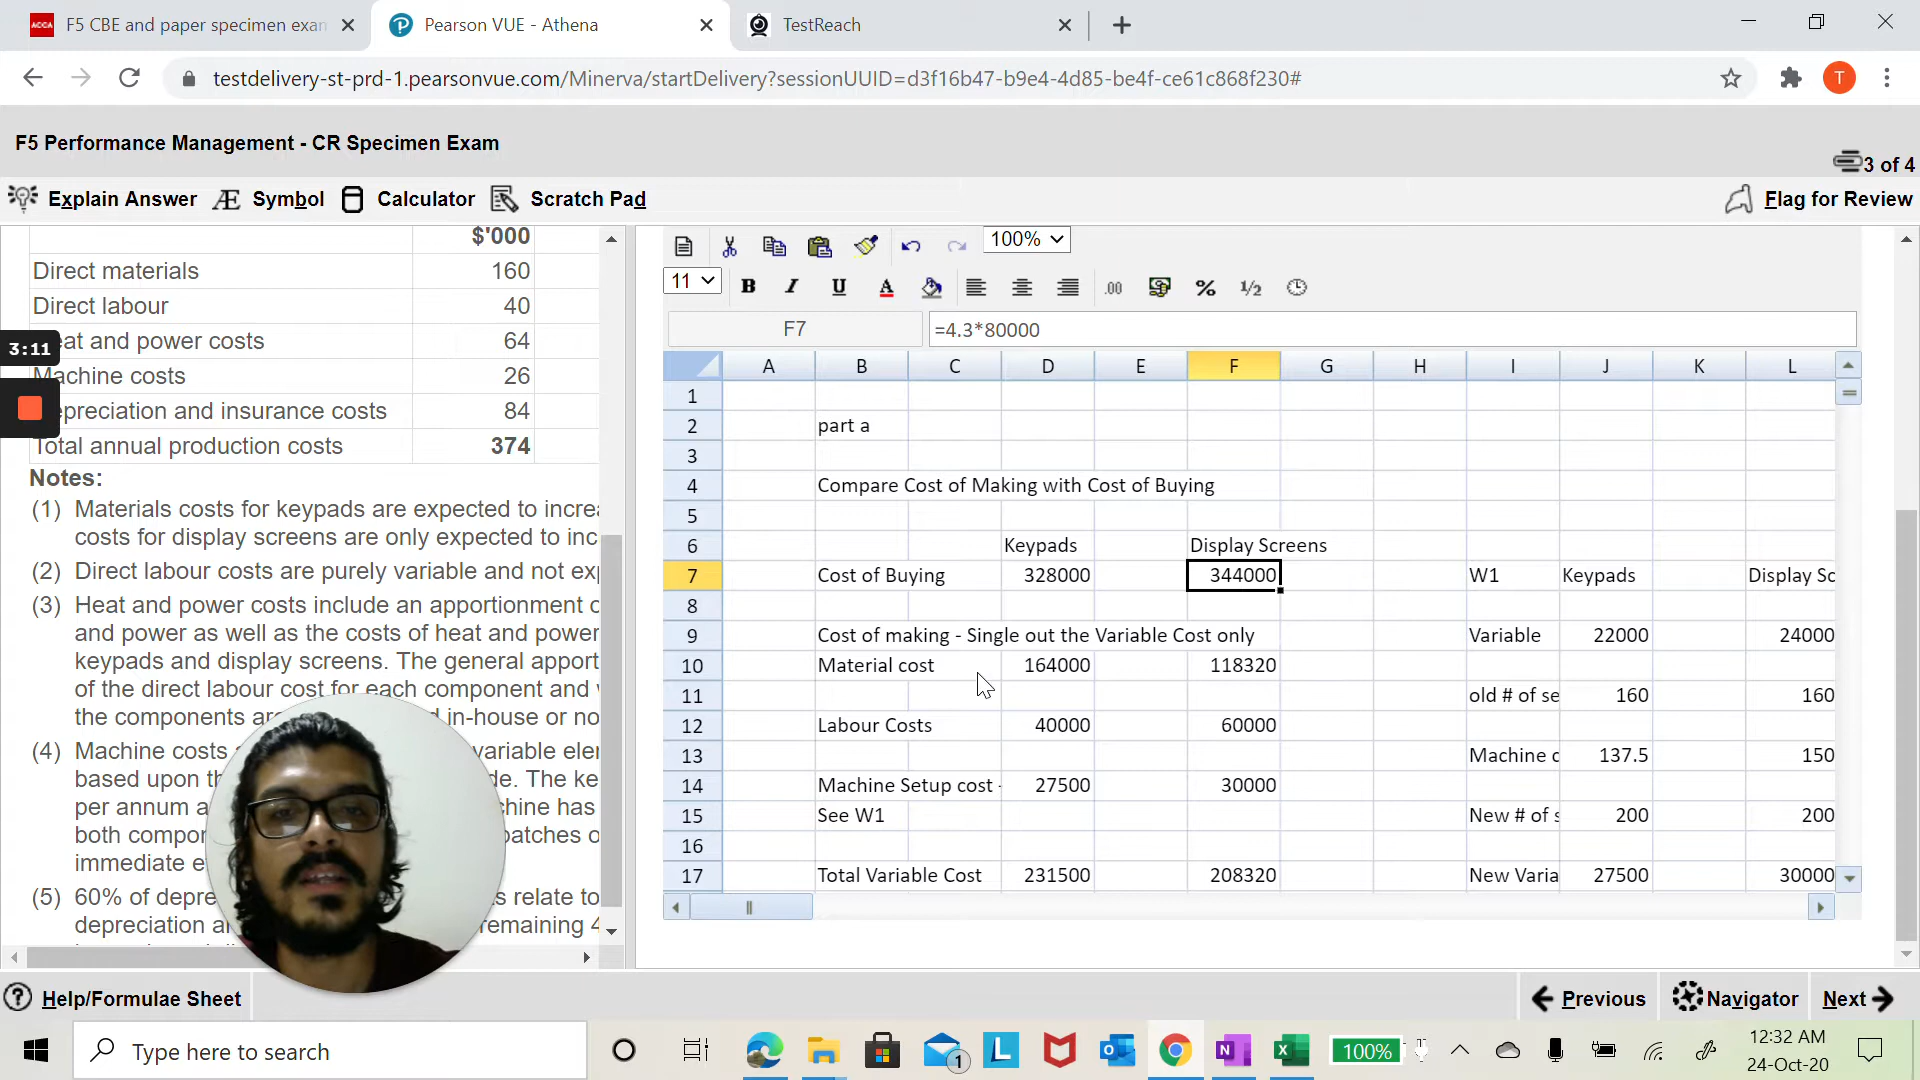 F5 CBE and paper specimen exan
Pearson VUE - Athena
TestReach
testdelivery-st-prd-1.pearsonvue.com/Minerva/startDelivery?sessionUUID=d3f16b47-b9e4-4d85-be4f-ce61c868f230#
T
F5 Performance Management - CR Specimen Exam
3 of 4
Explain Answer
Symbol
Calculator
Scratch Pad
Flag for Review
$'000
Direct materials 160
Direct labour 40
eat and power costs 64
Machine costs 26
epreciation and insurance costs 84
Total annual production costs 374
3:11
Notes:
(1) Materials costs for keypads are expected to increa
costs for display screens are only expected to inc
(2) Direct labour costs are purely variable and not ex
(3) Heat and power costs include an apportionment o
and power as well as the costs of heat and power
keypads and display screens. The general apport
of the direct labour cost for each component and
the components are in-house or no
(4) Machine costs variable eler
based upon th de. The ke
per annum a chine has
both compor batches o
immediate e
(5) 60% of depre s relate to
depreciation a remaining 4
100%
11 B I U A .00 % 1/2
F7 =4.3*80000
A B C D E F G H I J K L
1
2 part a
3
4 Compare Cost of Making with Cost of Buying
5
6 Keypads Display Screens
7 Cost of Buying 328000 344000 W1 Keypads Display Sc
8
9 Cost of making - Single out the Variable Cost only Variable 22000 24000
10 Material cost 164000 118320
11 old # of se 160 160
12 Labour Costs 40000 60000
13 Machine c 137.5 150
14 Machine Setup cost - 27500 30000
15 See W1 New # of s 200 200
16
17 Total Variable Cost 231500 208320 New Varia 27500 30000
Help/Formulae Sheet
Previous
Navigator
Next
Type here to search
1
100%
12:32 AM
24-Oct-20